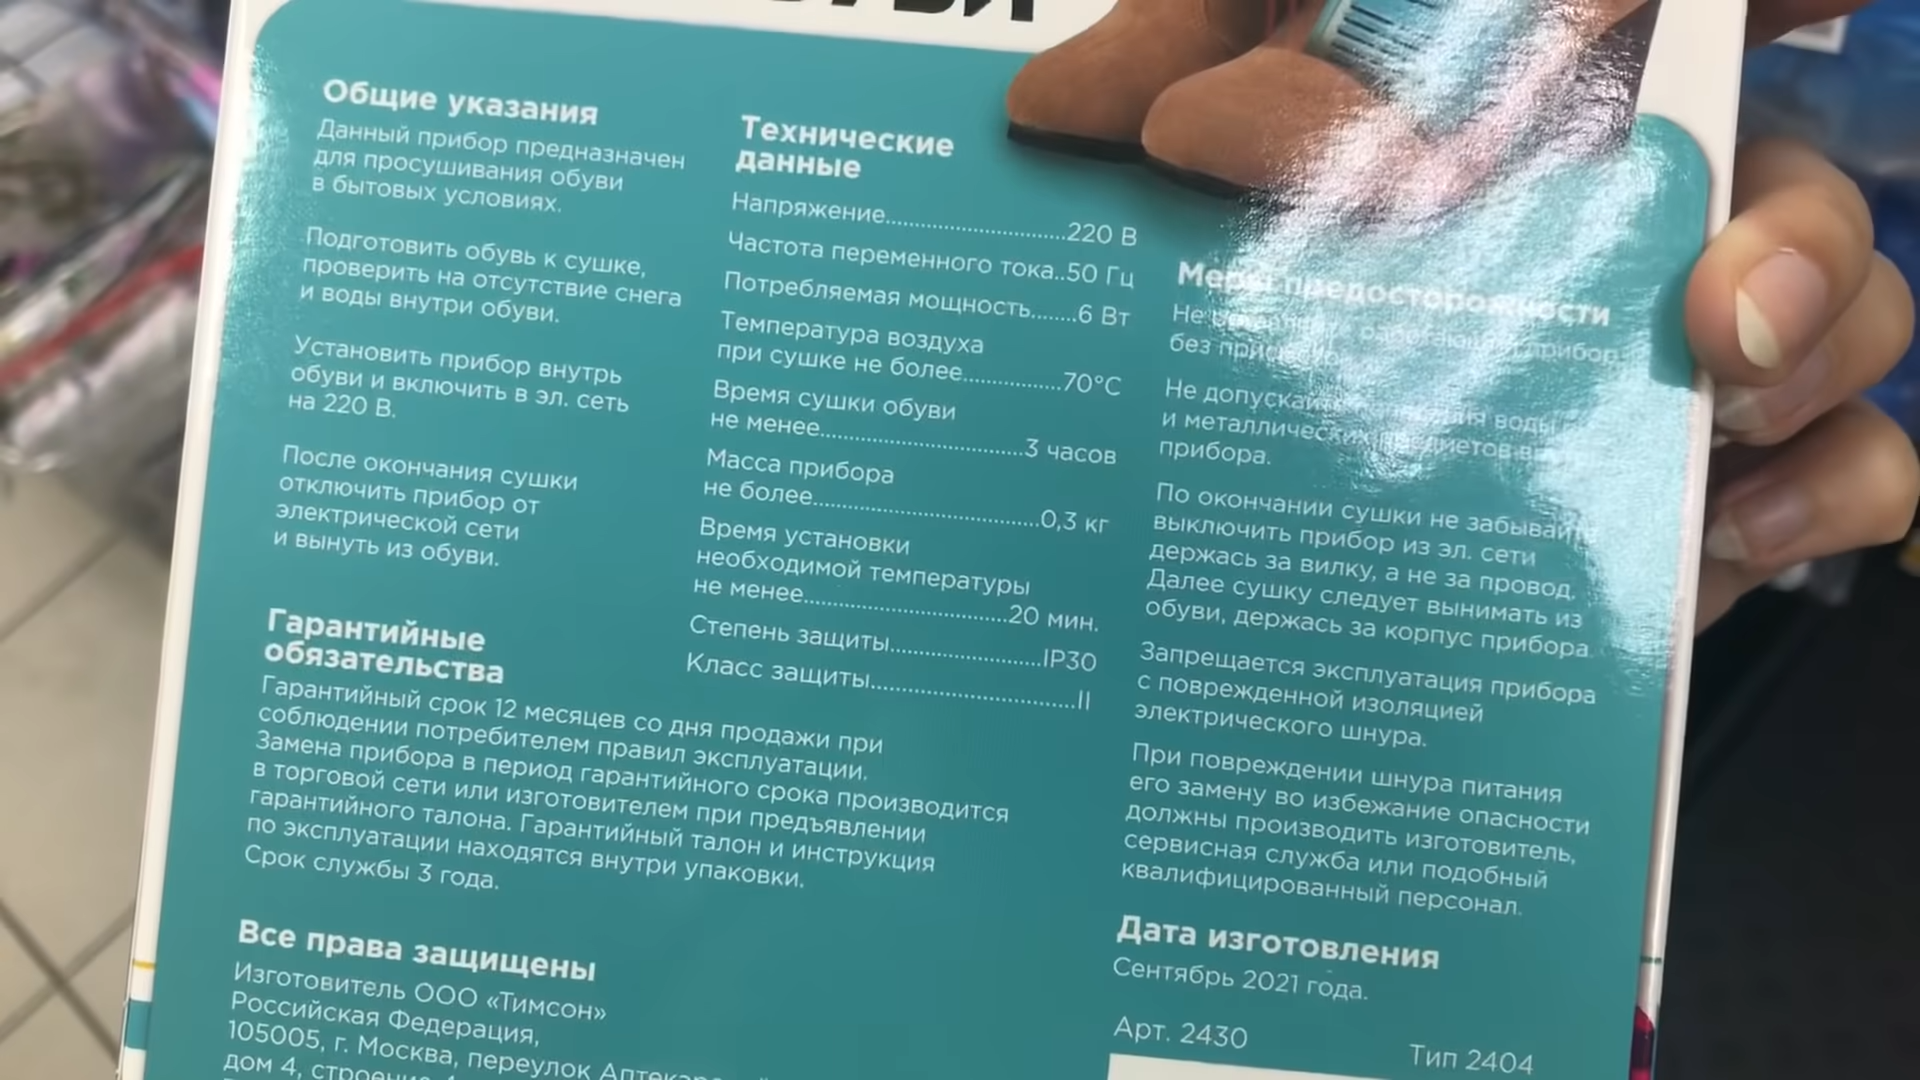 Общие указания
Данный прибор предназначен
для просушивания обуви
в бытовых условиях.
Подготовить обувь к сушке,
проверить на отсутствие снега
и воды внутри обуви.
Установить прибор внутрь
обуви и включить в эл. сеть
на 220 В.
После окончания сушки
отключить прибор от
электрической сети
и вынуть из обуви.
Гарантийные
обязательства
Гарантийный срок 12 месяцев со дня продажи при
соблюдении потребителем правил эксплуатации.
Замена прибора в период гарантийного срока производится
в торговой сети или изготовителем при предъявлении
гарантийного талона. Гарантийный талон и инструкция
по эксплуатации находятся внутри упаковки.
Срок службы 3 года.
Все права защищены
Изготовитель ООО «Тимсон»
Российская Федерация,
105005, г. Москва, переулок
дом 4,
Технические
данные
Напряжение....................................220 В
Частота переменного тока..50 Гц
Потребляемая мощность.......6 Вт
Температура воздуха
при сушке не более...................70°C
Время сушки обуви
не менее........................................3 часов
Масса прибора
не более............................................0,3 кг
Время установки
необходимой температуры
не менее.......................................20 мин.
Степень защиты..............................IP30
Класс защиты........................................II
Меры предосторожности
Не прибор
без
Не воды
и металлических
прибора.
По окончании сушки не
выключить прибор из эл. сети
держась за вилку, а не за провод.
Далее сушку следует вынимать из
обуви, держась за корпус прибора.
Запрещается эксплуатация прибора
с поврежденной изоляцией
электрического шнура.
При повреждении шнура питания
его замену во избежание опасности
должны производить изготовитель,
сервисная служба или подобный
квалифицированный персонал.
Дата изготовления
Сентябрь 2021 года.
Арт. 2430
Тип 2404